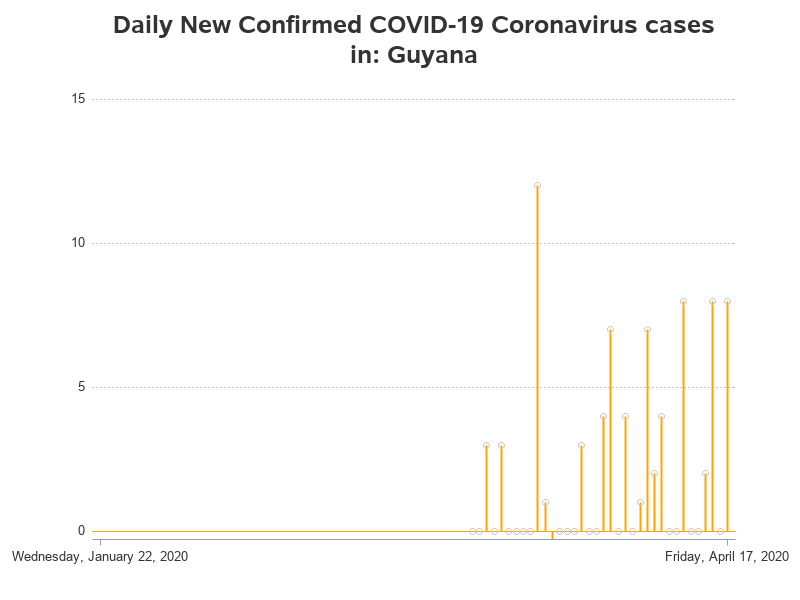 Daily New Confirmed COVID-19 Coronavirus cases
in: Guyana
15
10
5
0
Wednesday, January 22, 2020
Friday, April 17, 2020